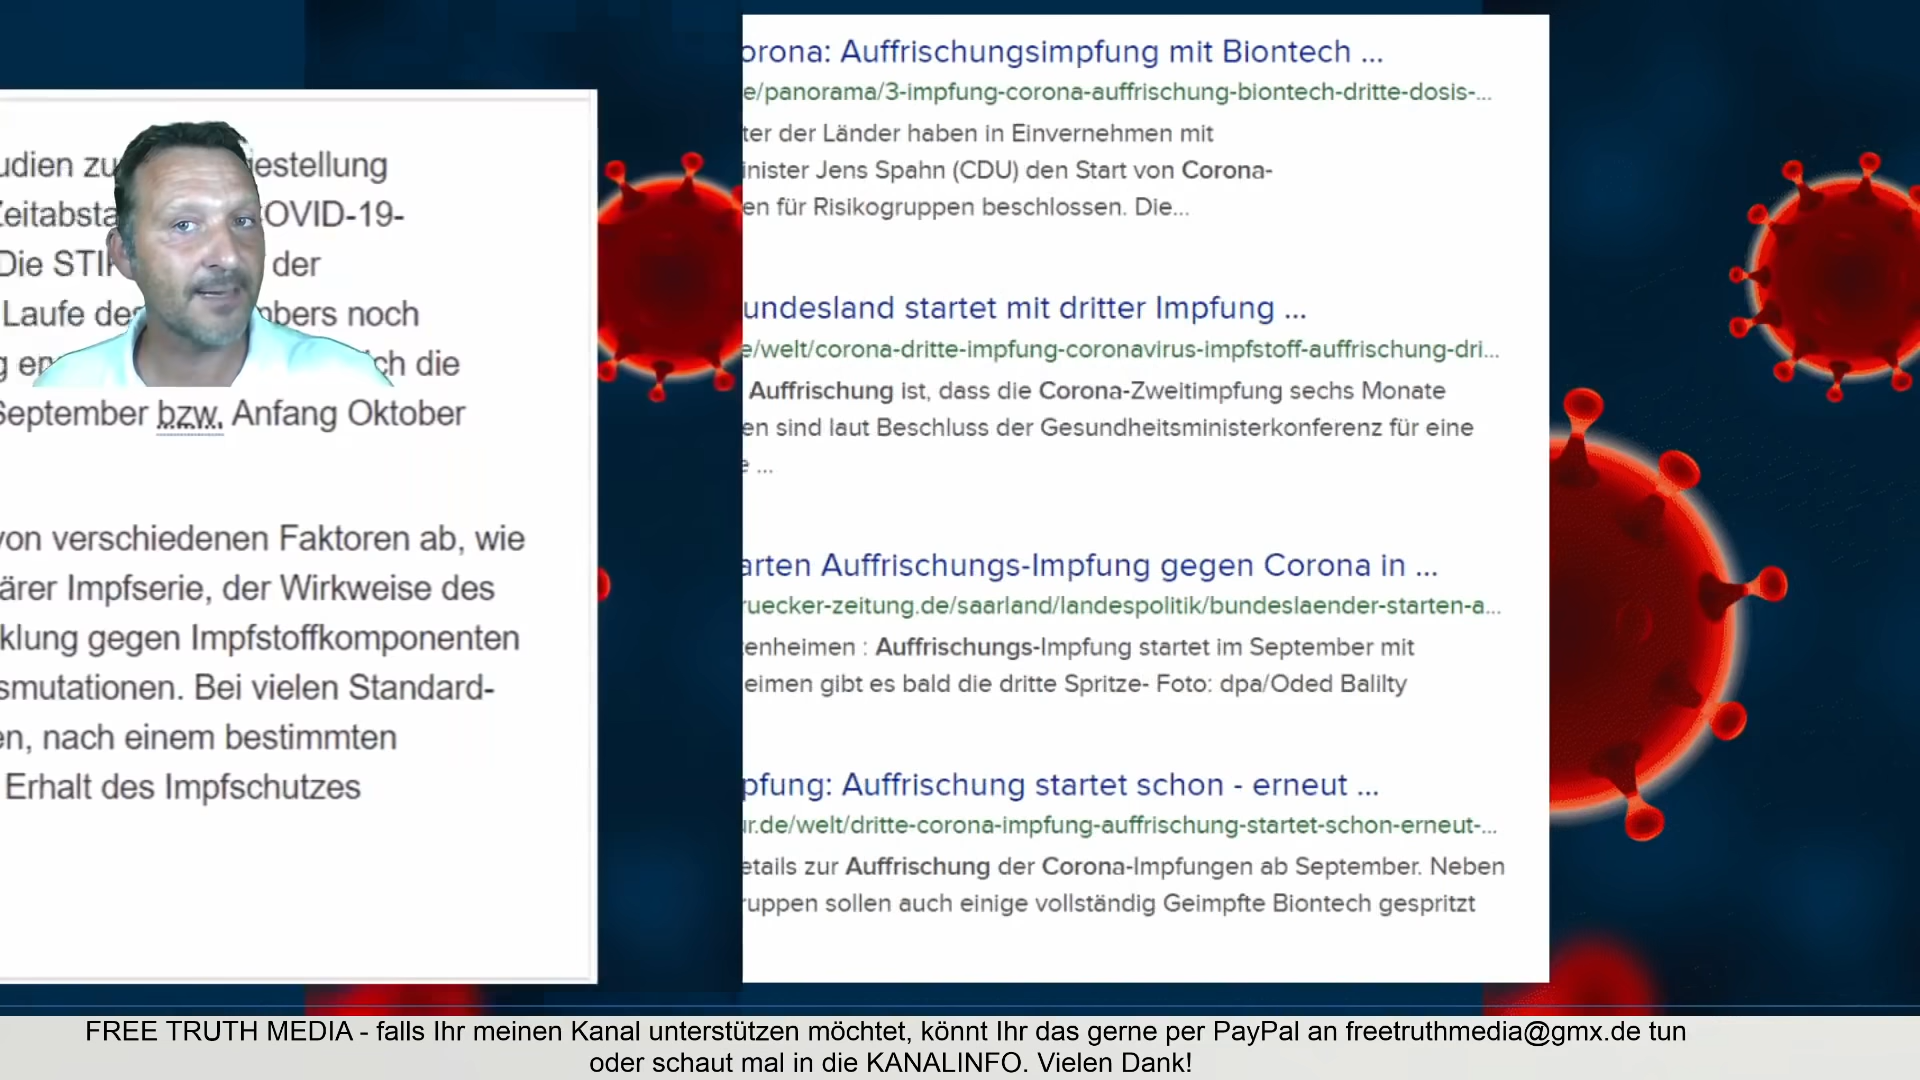 udien zu iestellung
Zeitabsta OVID-19-
Die STI der
Laufe des nbers noch
g en ch die
September bzw. Anfang Oktober
von verschiedenen Faktoren ab, wie
ärer Impfserie, der Wirkweise des
klung gegen Impfstoffkomponenten
smutationen. Bei vielen Standard-
en, nach einem bestimmten
Erhalt des Impfschutzes
orona: Auffrischungsimpfung mit Biontech ...
e/panorama/3-impfung-corona-auffrischung-biontech-dritte-dosis-...
ter der Länder haben in Einvernehmen mit
inister Jens Spahn (CDU) den Start von Corona-
en für Risikogruppen beschlossen. Die...
undesland startet mit dritter Impfung ...
e/welt/corona-dritte-impfung-coronavirus-impfstoff-auffrischung-dri...
Auffrischung ist, dass die Corona-Zweitimpfung sechs Monate
en sind laut Beschluss der Gesundheitsministerkonferenz für eine
e ...
arten Auffrischungs-Impfung gegen Corona in ...
ruecker-zeitung.de/saarland/landespolitik/bundeslaender-starten-a...
tenheimen : Auffrischungs-Impfung startet im September mit
eimen gibt es bald die dritte Spritze- Foto: dpa/Oded Balilty
pfung: Auffrischung startet schon - erneut ...
ur.de/welt/dritte-corona-impfung-auffrischung-startet-schon-erneut-...
etails zur Auffrischung der Corona-Impfungen ab September. Neben
ruppen sollen auch einige vollständig Geimpfte Biontech gespritzt
FREE TRUTH MEDIA - falls Ihr meinen Kanal unterstützen möchtet, könnt Ihr das gerne per PayPal an freetruthmedia@gmx.de tun
oder schaut mal in die KANALINFO. Vielen Dank!